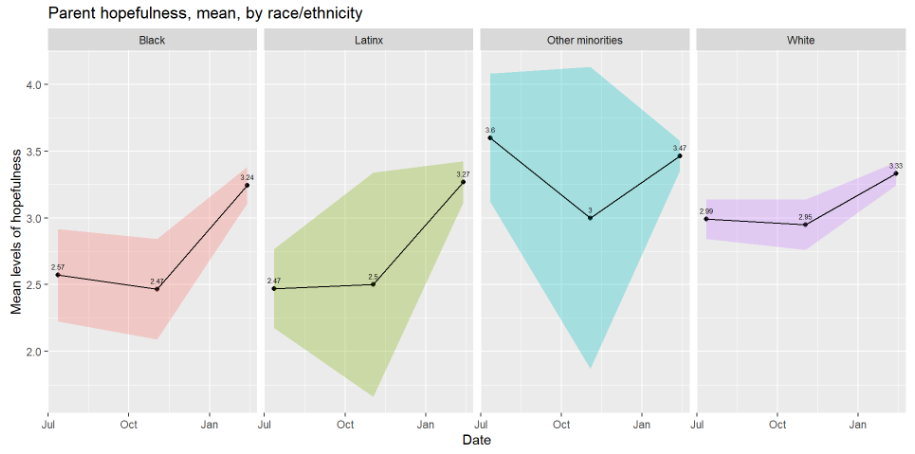 Parent hopefulness, mean, by race/ethnicity
Black
Latinx
Other minorities
White
Mean levels of hopefulness
4.0
3.5
3.0
2.5
2.0
2.57
2.47
3.24
2.47
2.5
3.27
3.6
3
3.47
2.99
2.95
3.33
Jul
Oct
Jan
Jul
Oct
Jan
Jul
Oct
Jan
Jul
Oct
Jan
Date